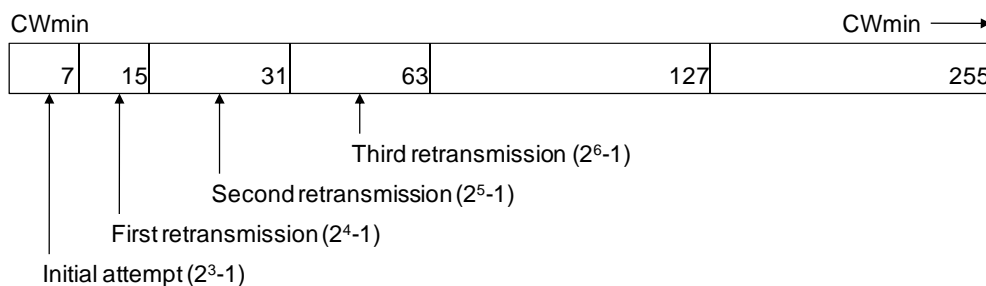 CWmin CWmin
7 15 31 63 127 255
Third retransmission (2⁶-1)
Second retransmission (2⁵-1)
First retransmission (2⁴-1)
Initial attempt (2³-1)